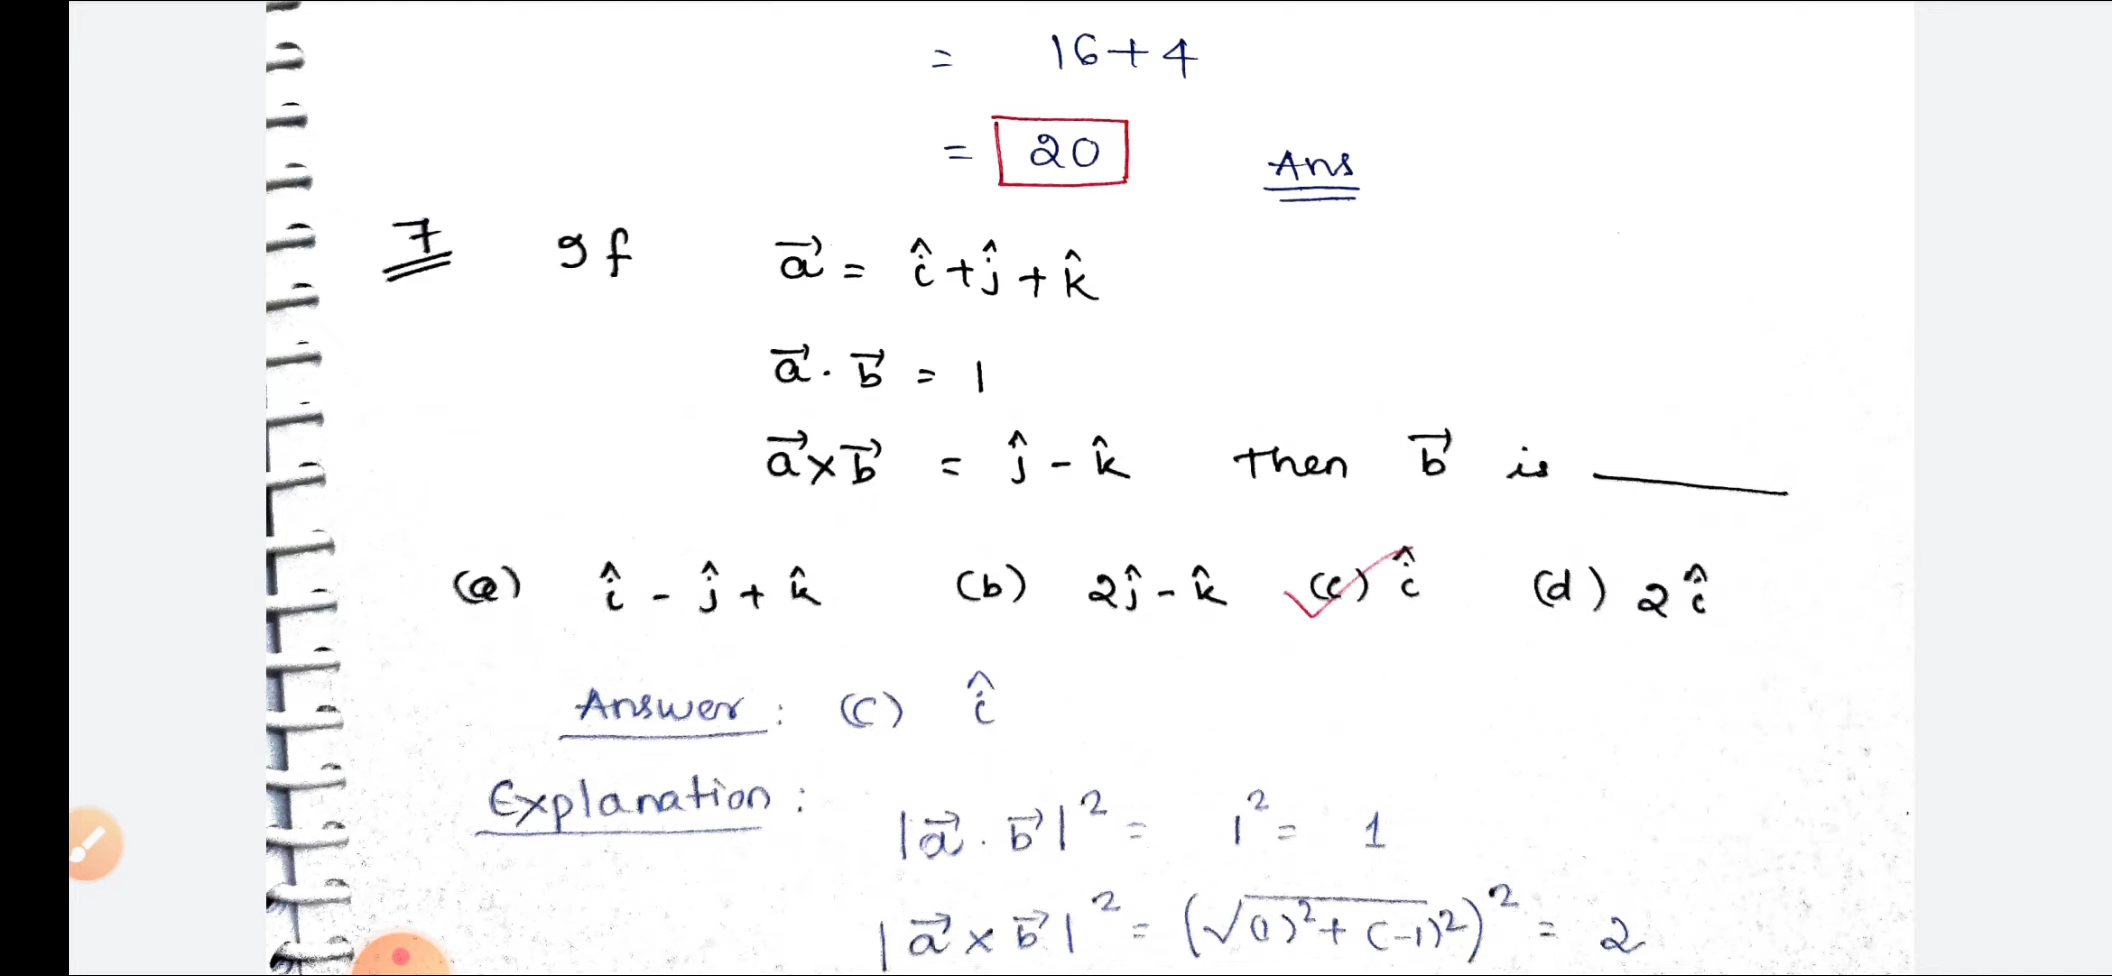 = 16+4
= 20 Ans
7 If a⃗ = î + ĵ + k̂
a⃗ . b⃗ = 1
a⃗ × b⃗ = ĵ - k̂ Then b⃗ is ______
(a) î - ĵ + k̂ (b) 2ĵ - k̂ (c) î (d) 2î
Answer : (C) î
Explanation : |a⃗ . b⃗|² = 1² = 1
|a⃗ × b⃗|² = (√(1)²+(-1)²)² = 2